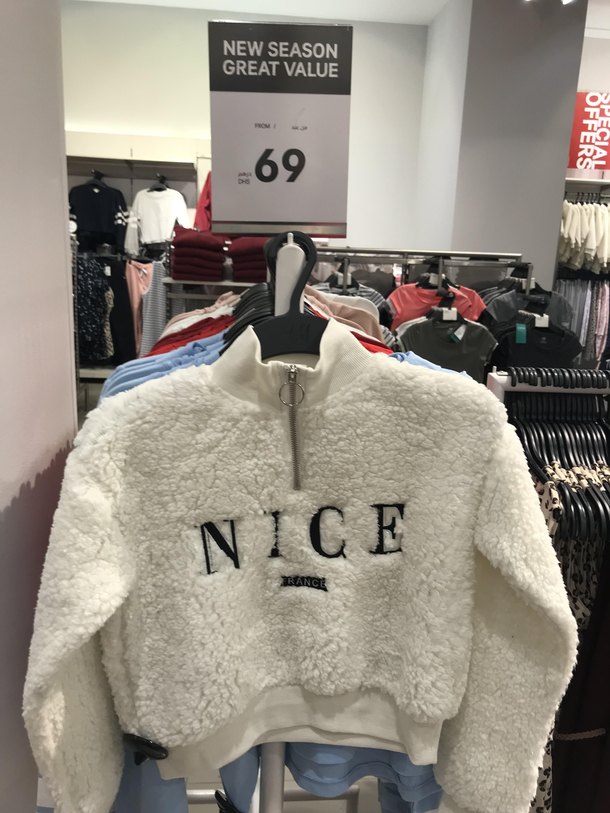 NEW SEASON
GREAT VALUE
FROM
من
69
درهم
DHS
SPECIAL
OFFERS
NICE
FRANCE